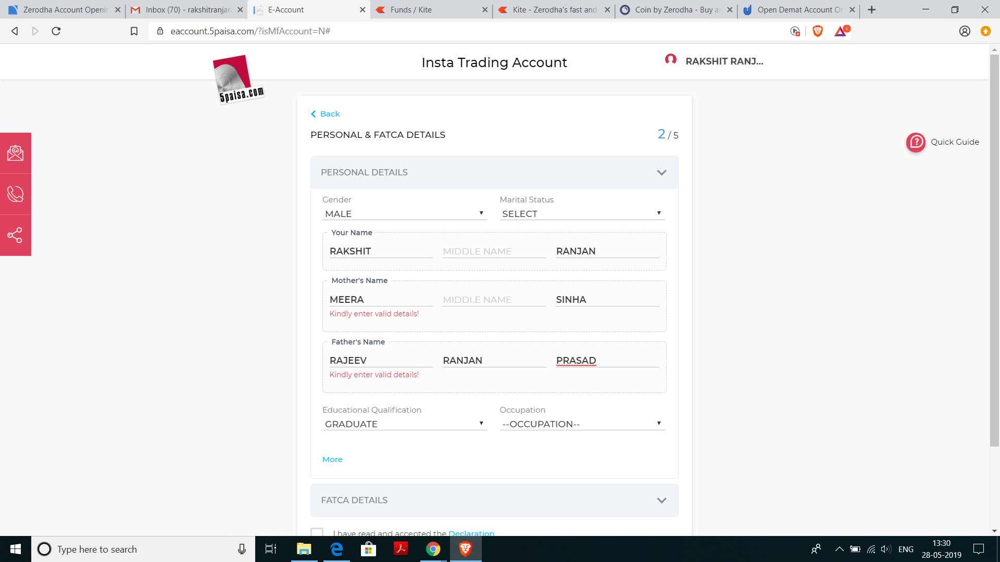 Zerodha Account Openin
Inbox (70) - rakshitranjan
E-Account
Funds / Kite
Kite - Zerodha's fast and
Coin by Zerodha - Buy a
Open Demat Account On
eaccount.5paisa.com/?isMfAccount=N#
1
5paisa.com
Insta Trading Account
RAKSHIT RANJ...
Back
PERSONAL & FATCA DETAILS
2 / 5
Quick Guide
PERSONAL DETAILS
Gender
Marital Status
MALE
SELECT
Your Name
RAKSHIT
MIDDLE NAME
RANJAN
Mother's Name
MEERA
MIDDLE NAME
SINHA
Kindly enter valid details!
Father's Name
RAJEEV
RANJAN
PRASAD
Kindly enter valid details!
Educational Qualification
Occupation
GRADUATE
--OCCUPATION--
More
FATCA DETAILS
I have read and accepted the Declaration
Type here to search
ENG
13:30
28-05-2019